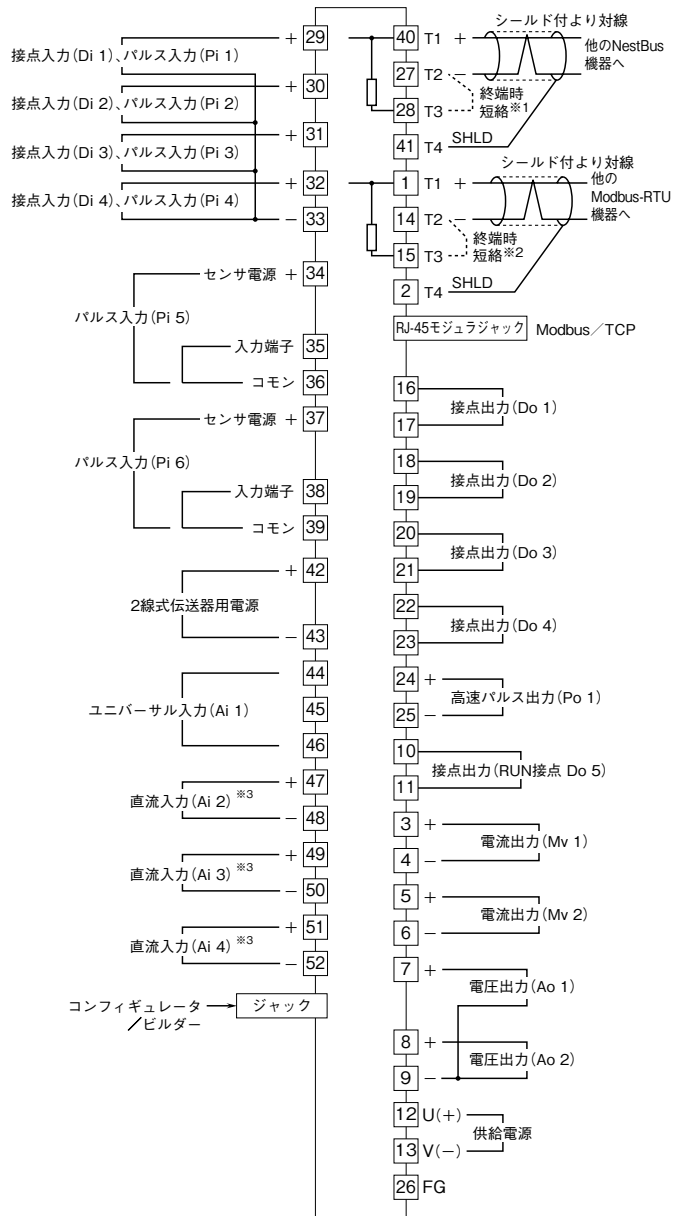 接点入力(Di 1)、パルス入力(Pi 1)
+ 29
接点入力(Di 2)、パルス入力(Pi 2)
+ 30
接点入力(Di 3)、パルス入力(Pi 3)
+ 31
接点入力(Di 4)、パルス入力(Pi 4)
+ 32
− 33
パルス入力(Pi 5)
センサ電源 + 34
入力端子 35
コモン 36
パルス入力(Pi 6)
センサ電源 + 37
入力端子 38
コモン 39
2線式伝送器用電源
+ 42
− 43
ユニバーサル入力(Ai 1)
44
45
46
直流入力(Ai 2)※3
+ 47
− 48
直流入力(Ai 3)※3
+ 49
− 50
直流入力(Ai 4)※3
+ 51
− 52
コンフィギュレータ
/ビルダー
ジャック
シールド付より対線
40 T1 +
他のNestBus
機器へ
27 T2 −
終端時
短絡※1
28 T3
41 T4 SHLD
シールド付より対線
1 T1 +
他の
Modbus-RTU
機器へ
14 T2 −
終端時
短絡※2
15 T3
2 T4 SHLD
RJ-45モジュラジャック Modbus/TCP
16
接点出力(Do 1)
17
18
接点出力(Do 2)
19
20
接点出力(Do 3)
21
22
接点出力(Do 4)
23
24 +
高速パルス出力(Po 1)
25 −
10
接点出力(RUN接点 Do 5)
11
3 +
電流出力(Mv 1)
4 −
5 +
電流出力(Mv 2)
6 −
7 +
電圧出力(Ao 1)
8 +
電圧出力(Ao 2)
9 −
12 U(+)
供給電源
13 V(−)
26 FG